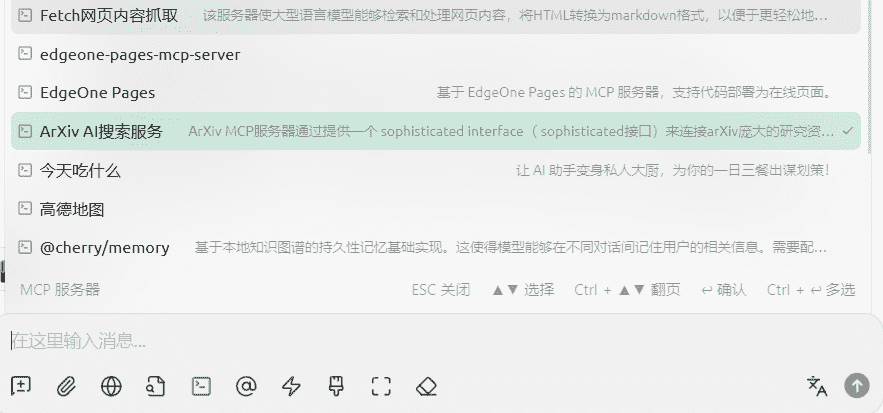 Fetch网页内容抓取 该服务器使大型语言模型能够检索和处理网页内容，将HTML转换为markdown格式，以便于更轻松地...
edgeone-pages-mcp-server
EdgeOne Pages 基于 EdgeOne Pages 的 MCP 服务器，支持代码部署为在线页面。
ArXiv AI搜索服务 ArXiv MCP服务器通过提供一个 sophisticated interface（ sophisticated接口）来连接arXiv庞大的研究资...
今天吃什么 让 AI 助手变身私人大厨，为你的一日三餐出谋划策！
高德地图
@cherry/memory 基于本地知识图谱的持久性记忆基础实现。这使得模型能够在不同对话间记住用户的相关信息。需要配...
MCP 服务器 ESC 关闭 ▲▼ 选择 Ctrl + ▲▼ 翻页 ↩ 确认 Ctrl + ↩ 多选
在这里输入消息...